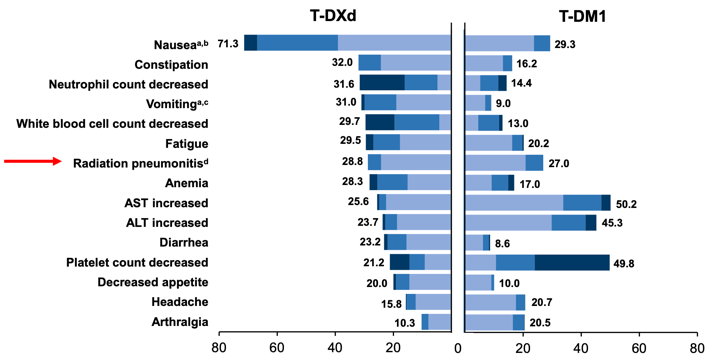 T-DXd T-DM1
Nauseaa,b 71.3 29.3
Constipation 32.0 16.2
Neutrophil count decreased 31.6 14.4
Vomitinga,c 31.0 9.0
White blood cell count decreased 29.7 13.0
Fatigue 29.5 20.2
Radiation pneumonitisd 28.8 27.0
Anemia 28.3 17.0
AST increased 25.6 50.2
ALT increased 23.7 45.3
Diarrhea 23.2 8.6
Platelet count decreased 21.2 49.8
Decreased appetite 20.0 10.0
Headache 15.8 20.7
Arthralgia 10.3 20.5
80 60 40 20 0 20 40 60 80